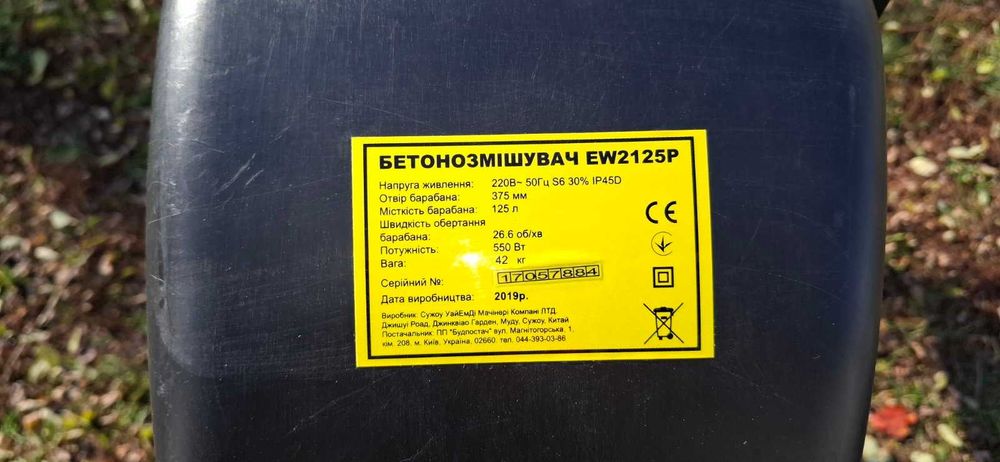 БЕТОНОЗМІШУВАЧ EW2125P
Напруга живлення: 220В~ 50Гц S6 30% IP45D
Отвір барабана: 375 мм
Місткість барабана: 125 л
Швидкість обертання
барабана: 26.6 об/хв
Потужність: 550 Вт
Вага: 42 кг
Серійний №: 17057884
Дата виробництва: 2019р.
CE
Виробник: Сужоу УайЕмДі Мачінері Компані ЛТД.
Джишуі Роад, Джинквіао Гарден, Муду, Сужоу, Китай
Постачальник: ПП "Будпостач" вул. Магнітогорська, 1,
кім. 208, м. Київ, Україна, 02660. тел. 044-393-03-86